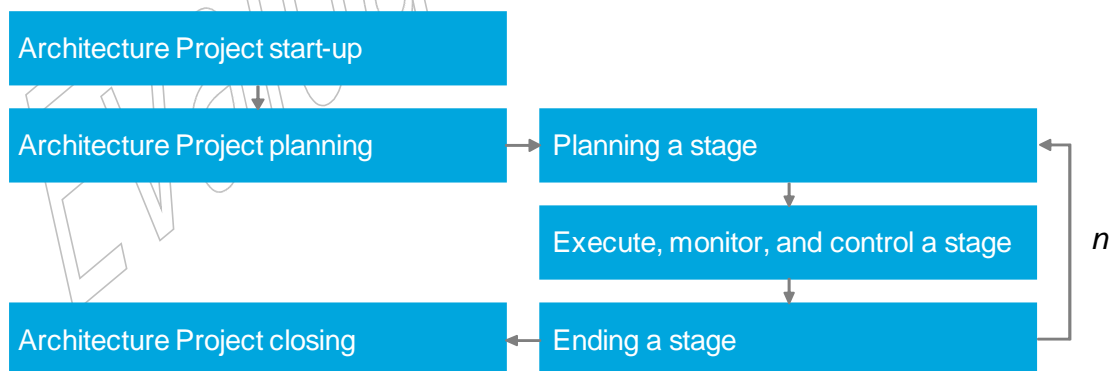 Architecture Project start-up
Architecture Project planning
Planning a stage
Execute, monitor, and control a stage
n
Architecture Project closing
Ending a stage